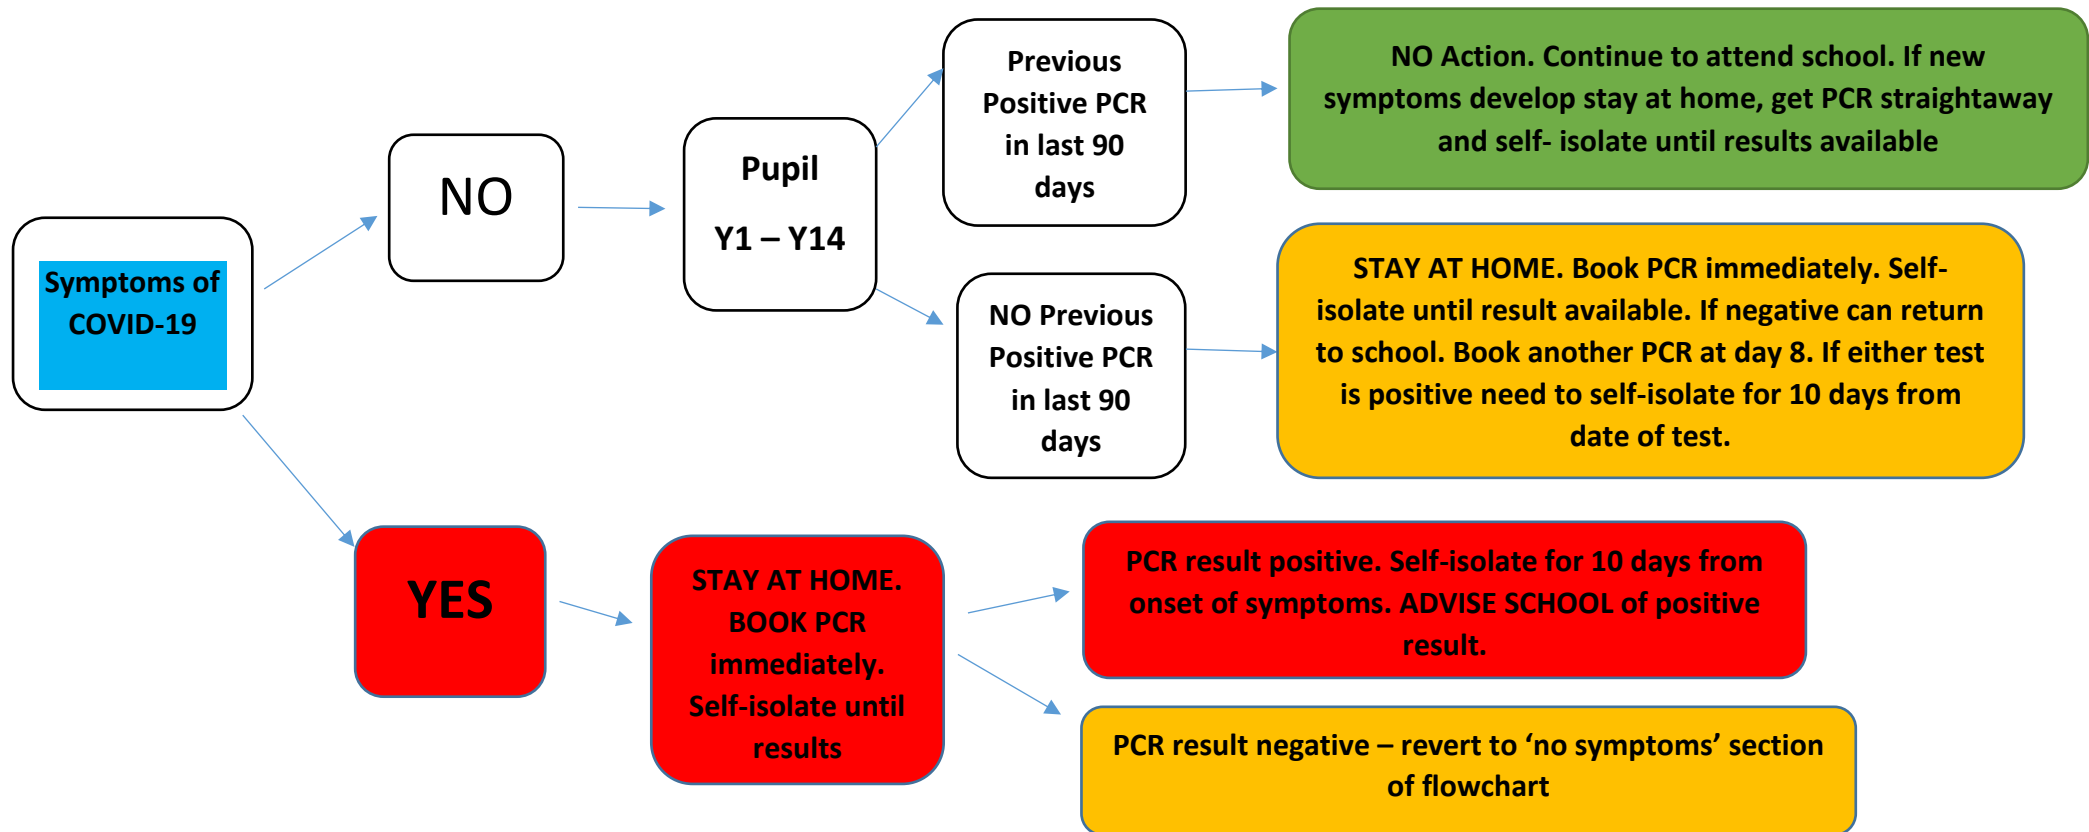 Symptoms of
COVID-19
NO
Pupil
Y1 – Y14
Previous
Positive PCR
in last 90
days
NO Action. Continue to attend school. If new
symptoms develop stay at home, get PCR straightaway
and self- isolate until results available
NO Previous
Positive PCR
in last 90
days
STAY AT HOME. Book PCR immediately. Self-
isolate until result available. If negative can return
to school. Book another PCR at day 8. If either test
is positive need to self-isolate for 10 days from
date of test.
YES
STAY AT HOME.
BOOK PCR
immediately.
Self-isolate until
results
PCR result positive. Self-isolate for 10 days from
onset of symptoms. ADVISE SCHOOL of positive
result.
PCR result negative – revert to ‘no symptoms’ section
of flowchart